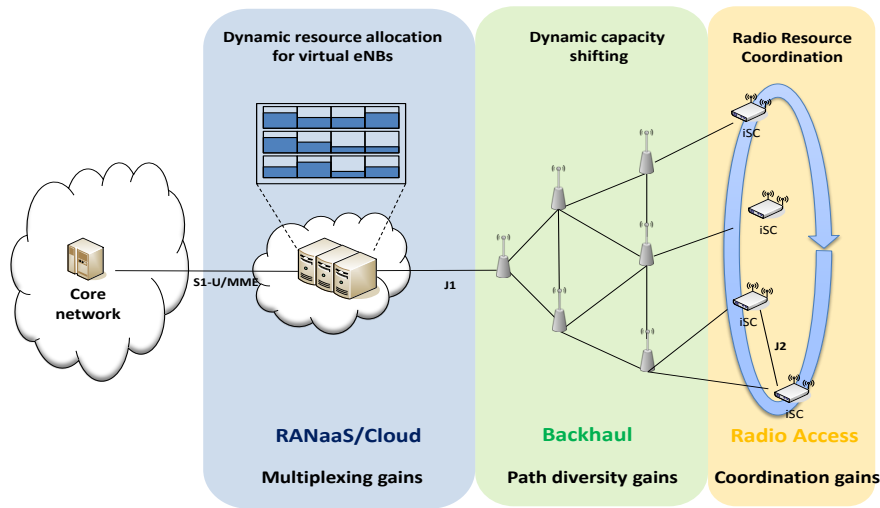 Dynamic resource allocation
for virtual eNBs
Dynamic capacity
shifting
Radio Resource
Coordination
iSC
iSC
Core
network
S1-U/MME
J1
iSC
J2
iSC
RANaaS/Cloud
Backhaul
Radio Access
Multiplexing gains
Path diversity gains
Coordination gains